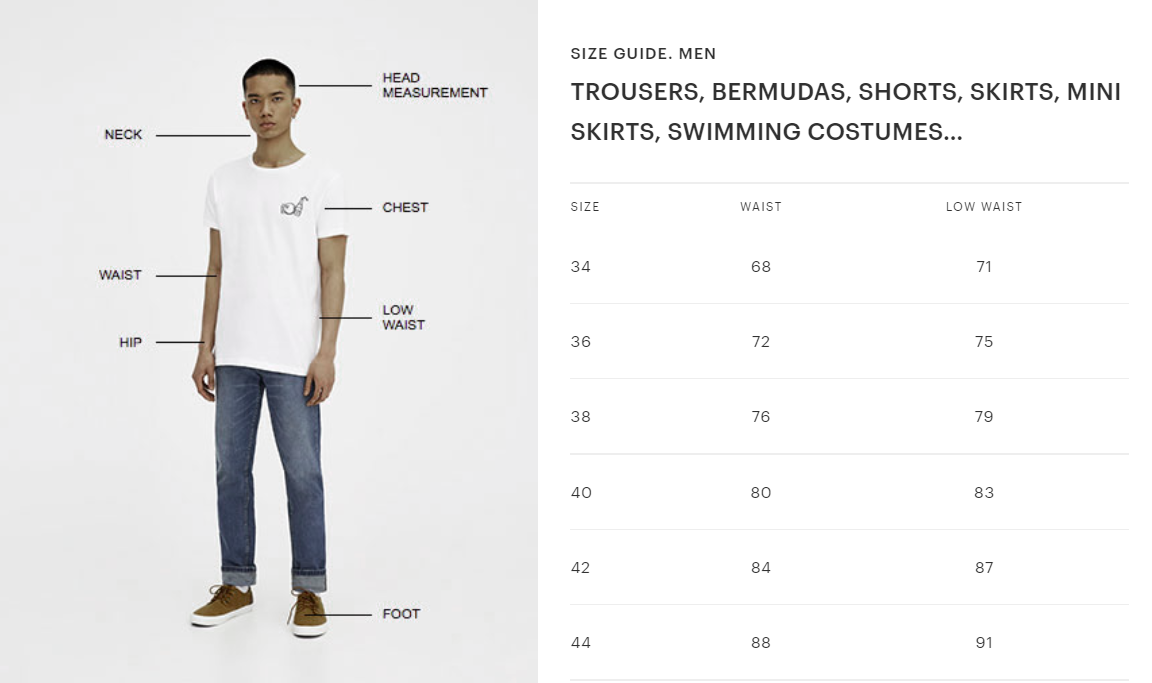 HEAD
MEASUREMENT
NECK
CHEST
WAIST
LOW
WAIST
HIP
FOOT
SIZE GUIDE. MEN
TROUSERS, BERMUDAS, SHORTS, SKIRTS, MINI
SKIRTS, SWIMMING COSTUMES...
SIZE WAIST LOW WAIST
34 68 71
36 72 75
38 76 79
40 80 83
42 84 87
44 88 91